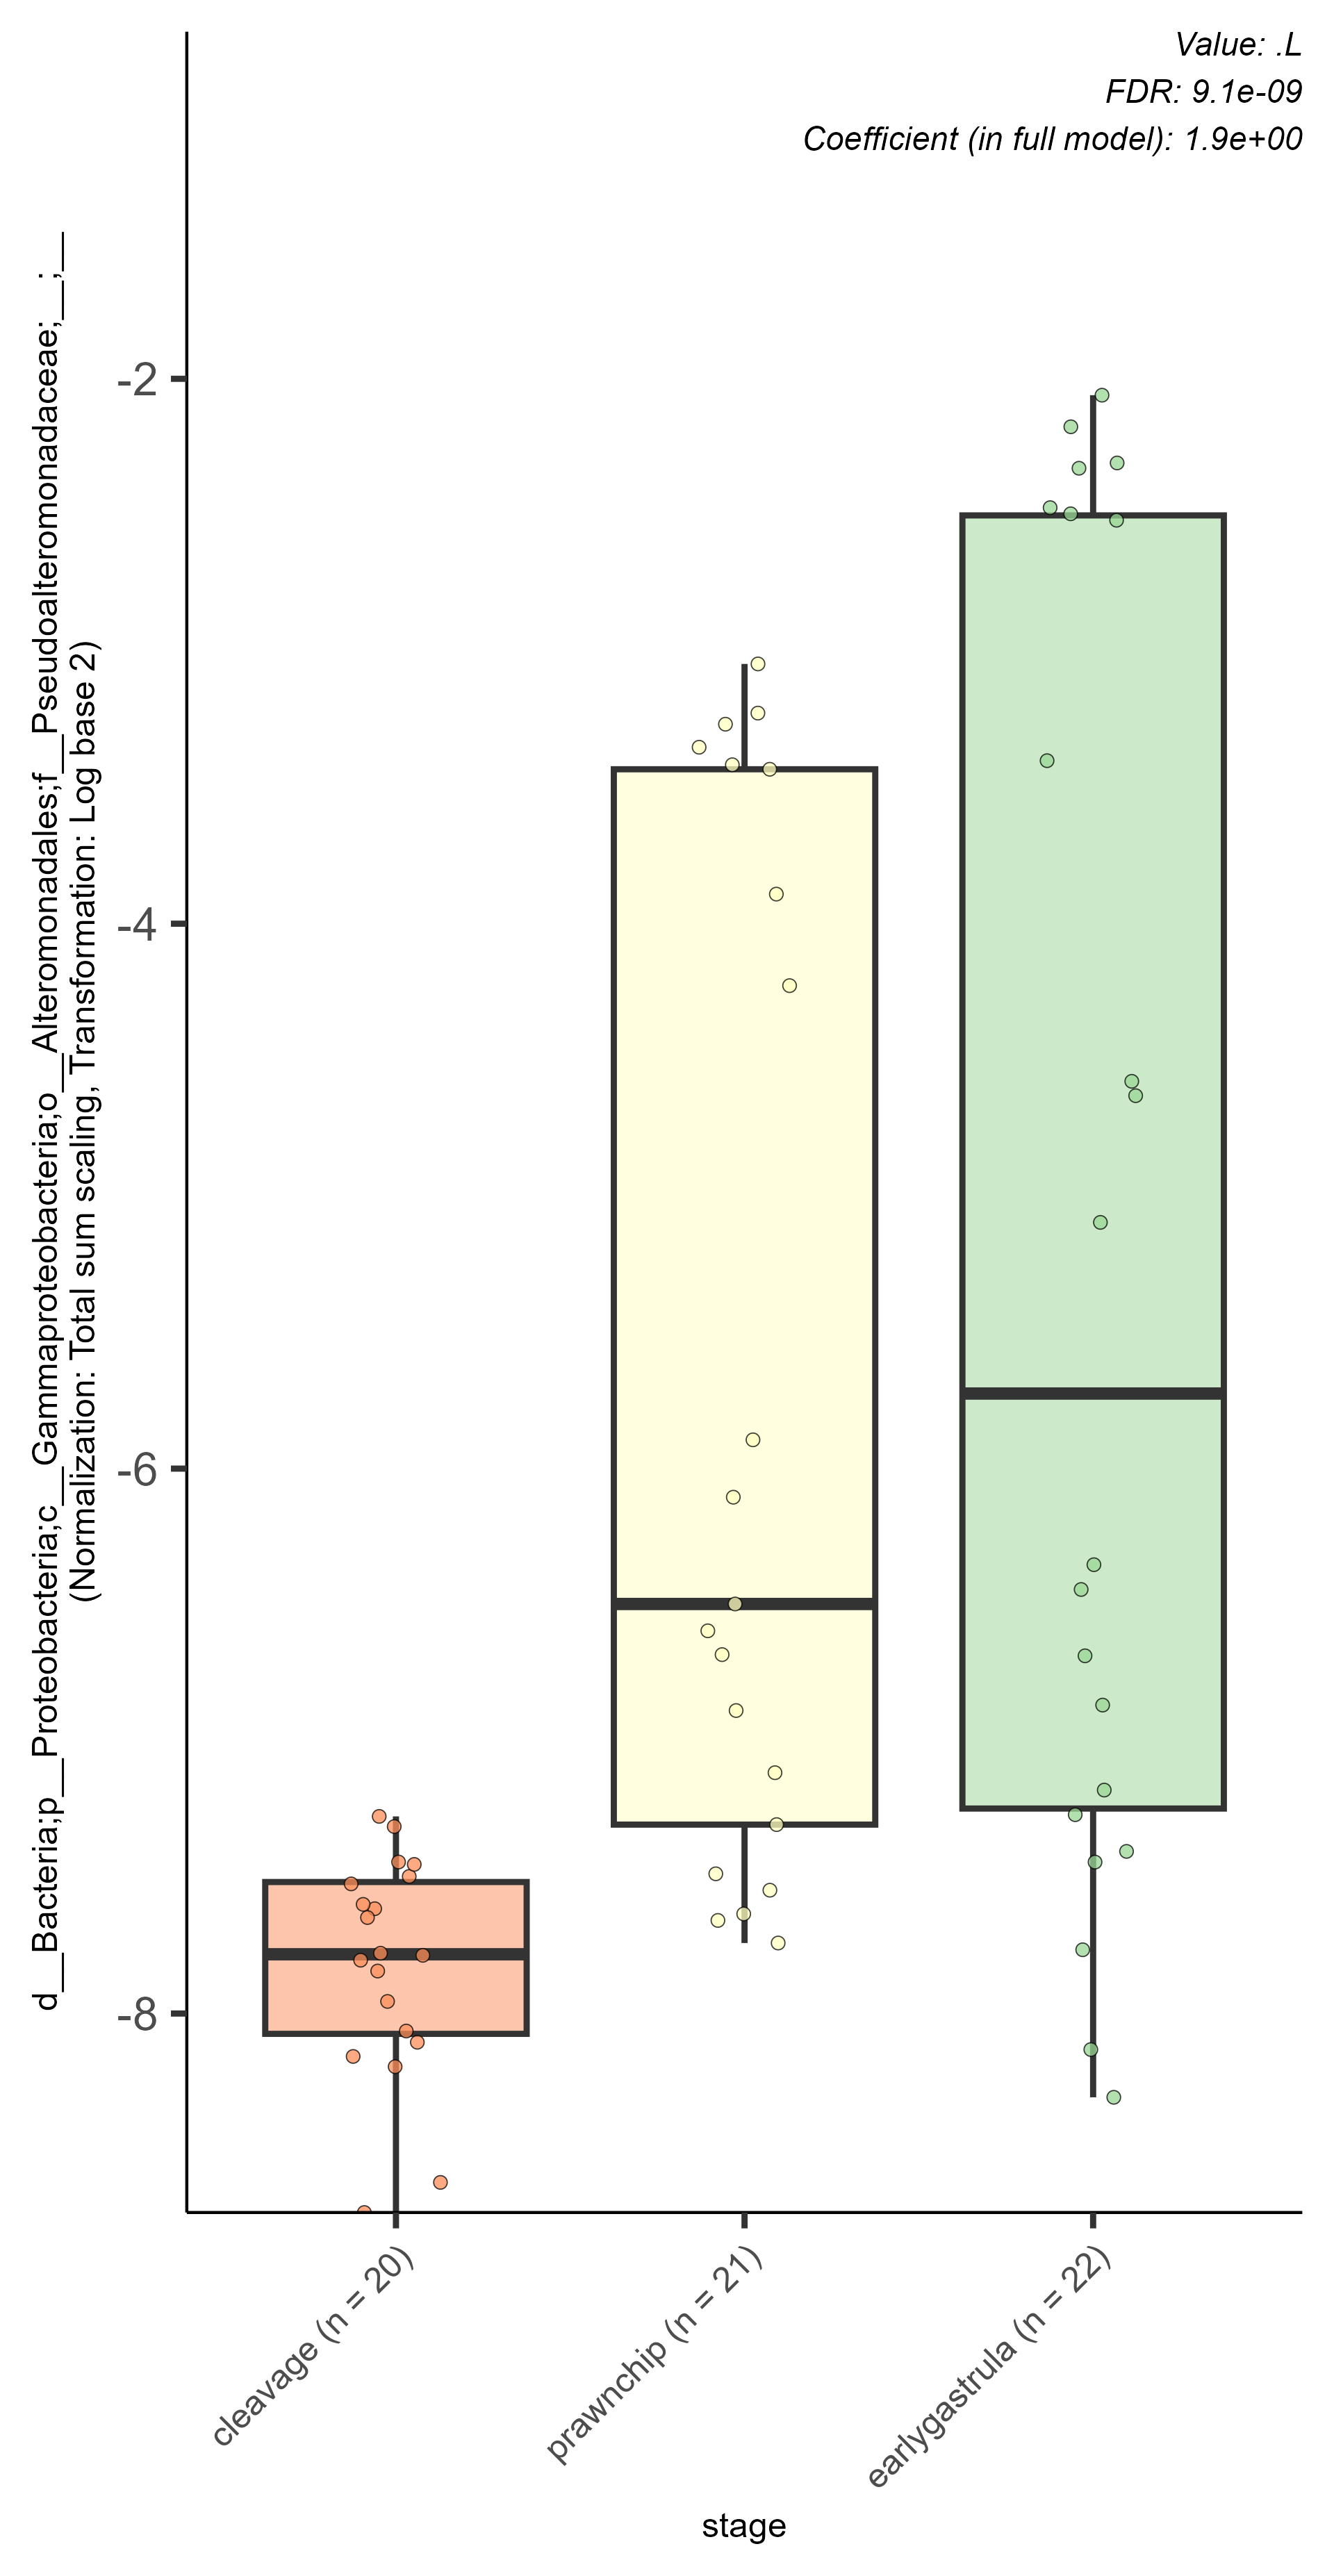 Value: .L
FDR: 9.1e-09
Coefficient (in full model): 1.9e+00
d__Bacteria;p__Proteobacteria;c__Gammaproteobacteria;o__Alteromonadales;f__Pseudoalteromonadaceae;__;__
(Normalization: Total sum scaling, Transformation: Log base 2)
-2
-4
-6
-8
cleavage (n = 20)
prawnchip (n = 21)
earlygastrula (n = 22)
stage